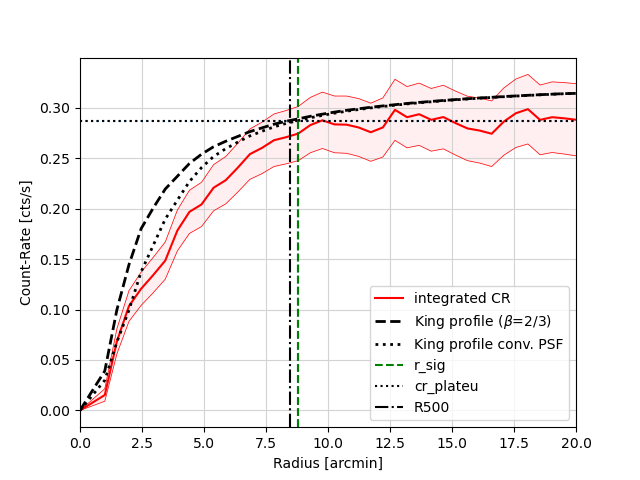 0.30
0.25
0.20
0.15
0.10
0.05
0.00
Count-Rate [cts/s]
integrated CR
King profile (β=2/3)
King profile conv. PSF
r_sig
cr_plateu
R500
0.0 2.5 5.0 7.5 10.0 12.5 15.0 17.5 20.0
Radius [arcmin]